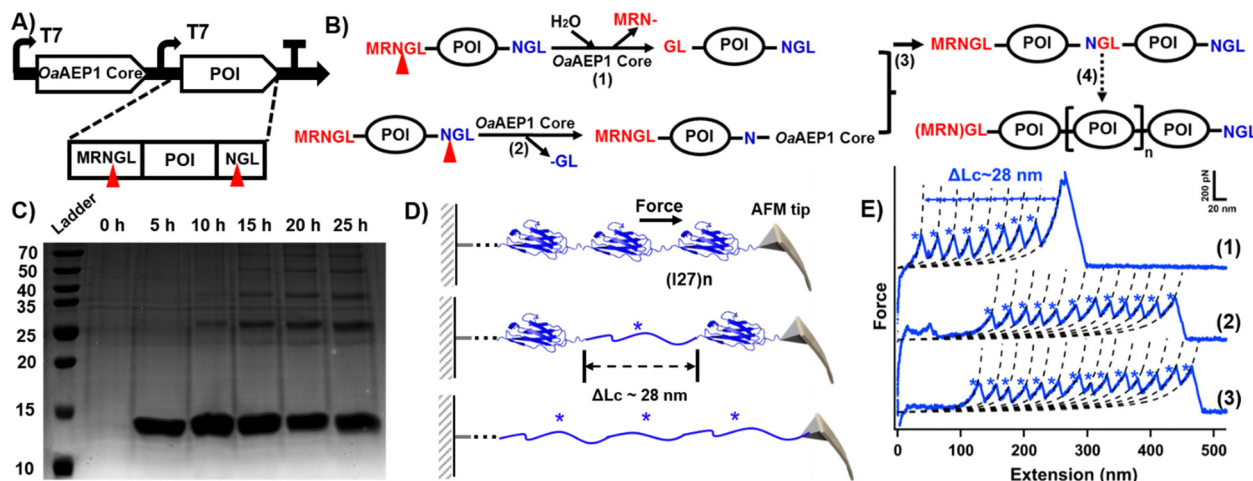 A)
T7
T7
OaAEP1 Core
POI
MRNGL
POI
NGL
B)
H₂O
MRN-
MRNGL
POI
NGL
OaAEP1 Core
(1)
GL
POI
NGL
MRNGL
POI
NGL
OaAEP1 Core
(2)
-GL
MRNGL
POI
N
OaAEP1 Core
(3)
MRNGL
POI
NGL
POI
NGL
(4)
(MRN)GL
POI
POI
n
POI
NGL
C)
Ladder
0 h 5 h 10 h 15 h 20 h 25 h
70
50
40
35
25
20
15
10
D)
Force
AFM tip
(I27)n
*
ΔLc ~ 28 nm
* * *
E)
ΔLc~28 nm
200 pN
20 nm
* * * * * * * *
(1)
* * * * * * * * * * * *
(2)
* * * * * * * * * * * * *
(3)
Force
0 100 200 300 400 500
Extension (nm)